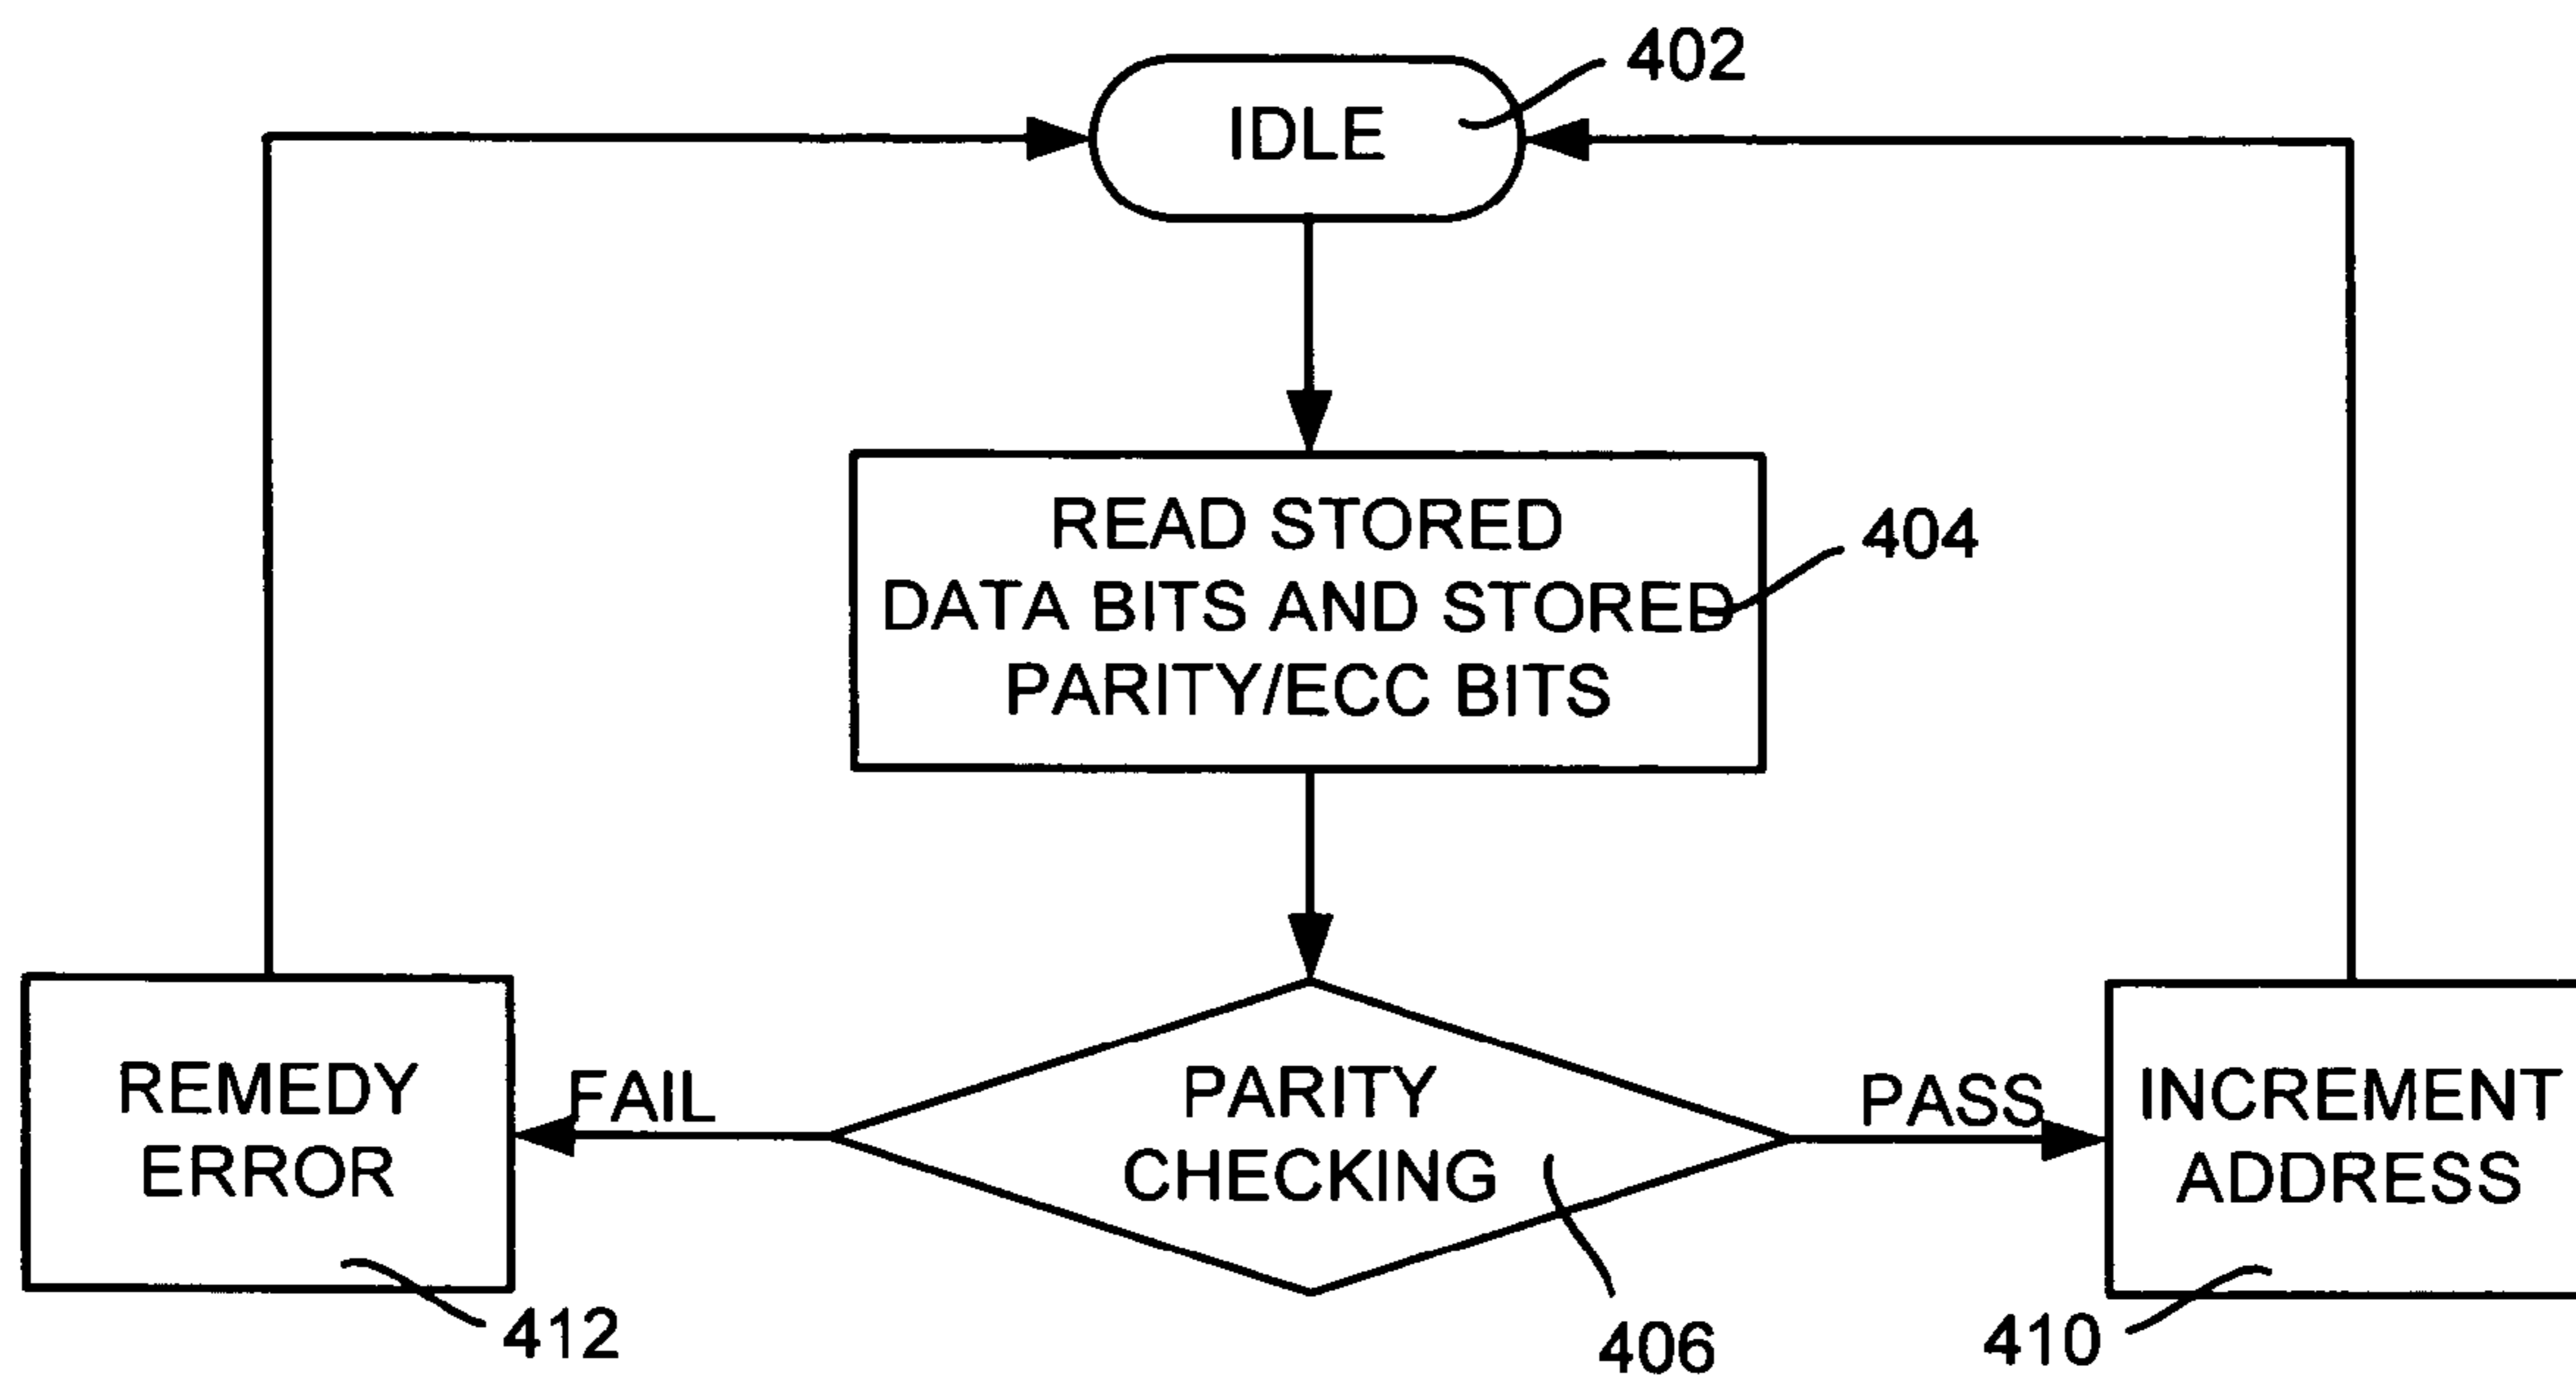 402
IDLE
READ STORED
DATA BITS AND STORED
PARITY/ECC BITS
404
REMEDY
ERROR
412
FAIL
PARITY
CHECKING
406
PASS
INCREMENT
ADDRESS
410